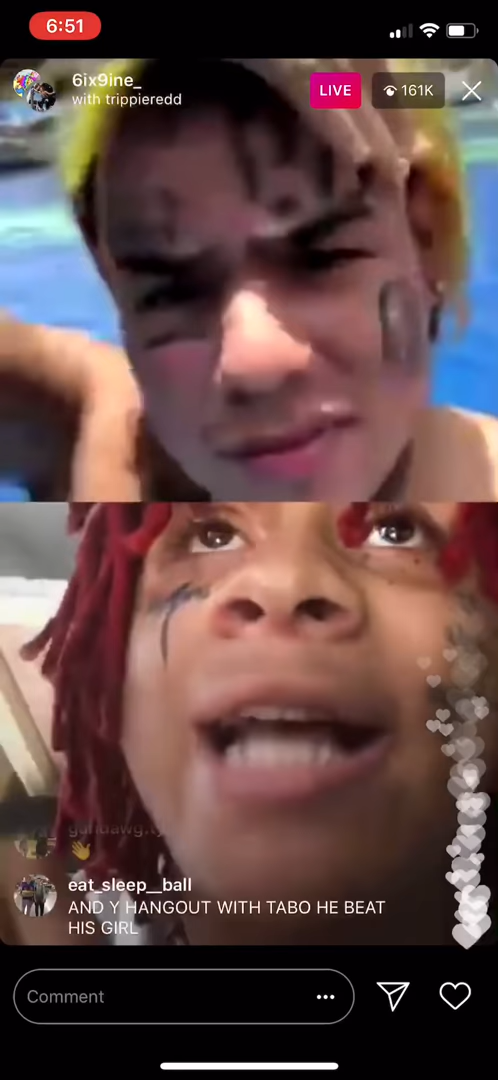 6:51
6ix9ine_
with trippieredd
LIVE
161K
eat_sleep__ball
AND Y HANGOUT WITH TABO HE BEAT
HIS GIRL
Comment